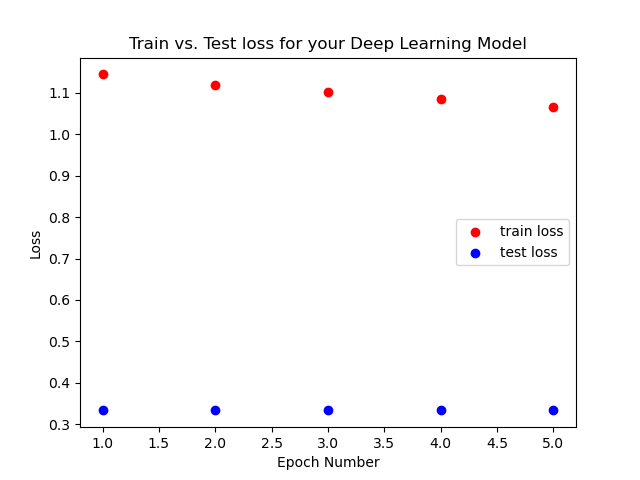 Train vs. Test loss for your Deep Learning Model
Loss
1.1
1.0
0.9
0.8
0.7
0.6
0.5
0.4
0.3
train loss
test loss
1.0 1.5 2.0 2.5 3.0 3.5 4.0 4.5 5.0
Epoch Number